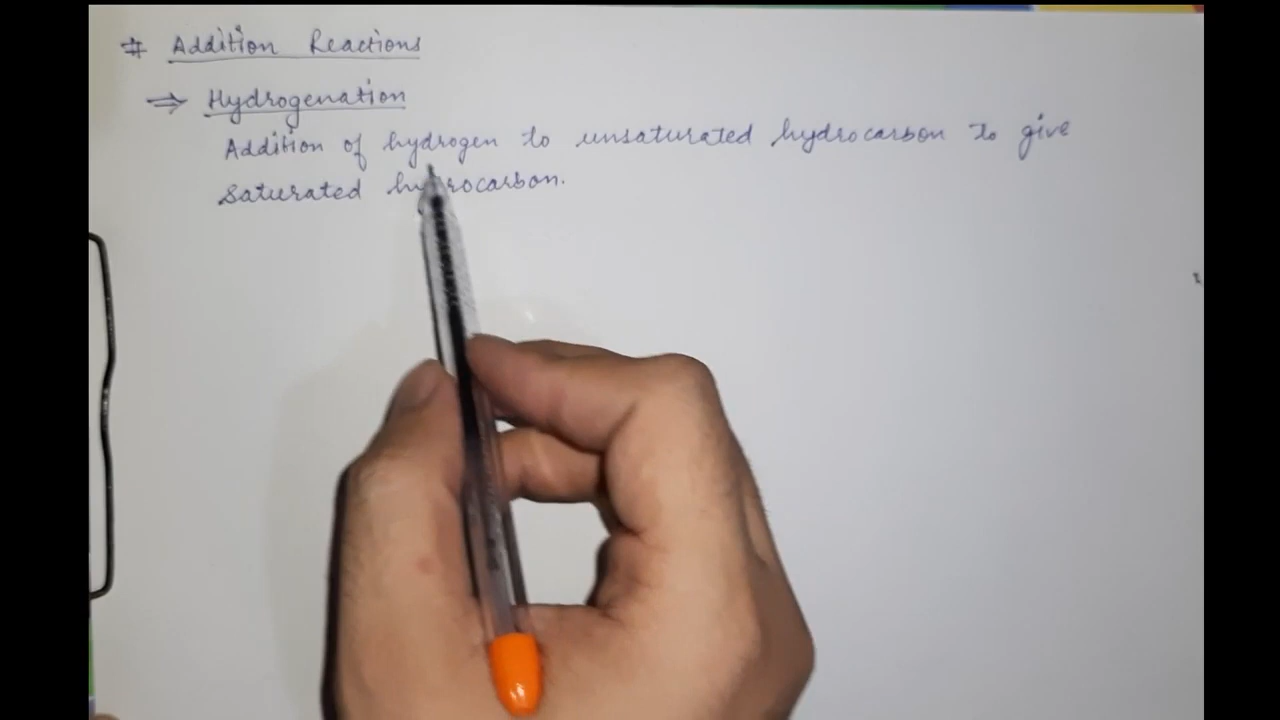 # Addition Reactions
⇒ Hydrogenation
Addition of hydrogen to unsaturated hydrocarbon to give
saturated hydrocarbon.